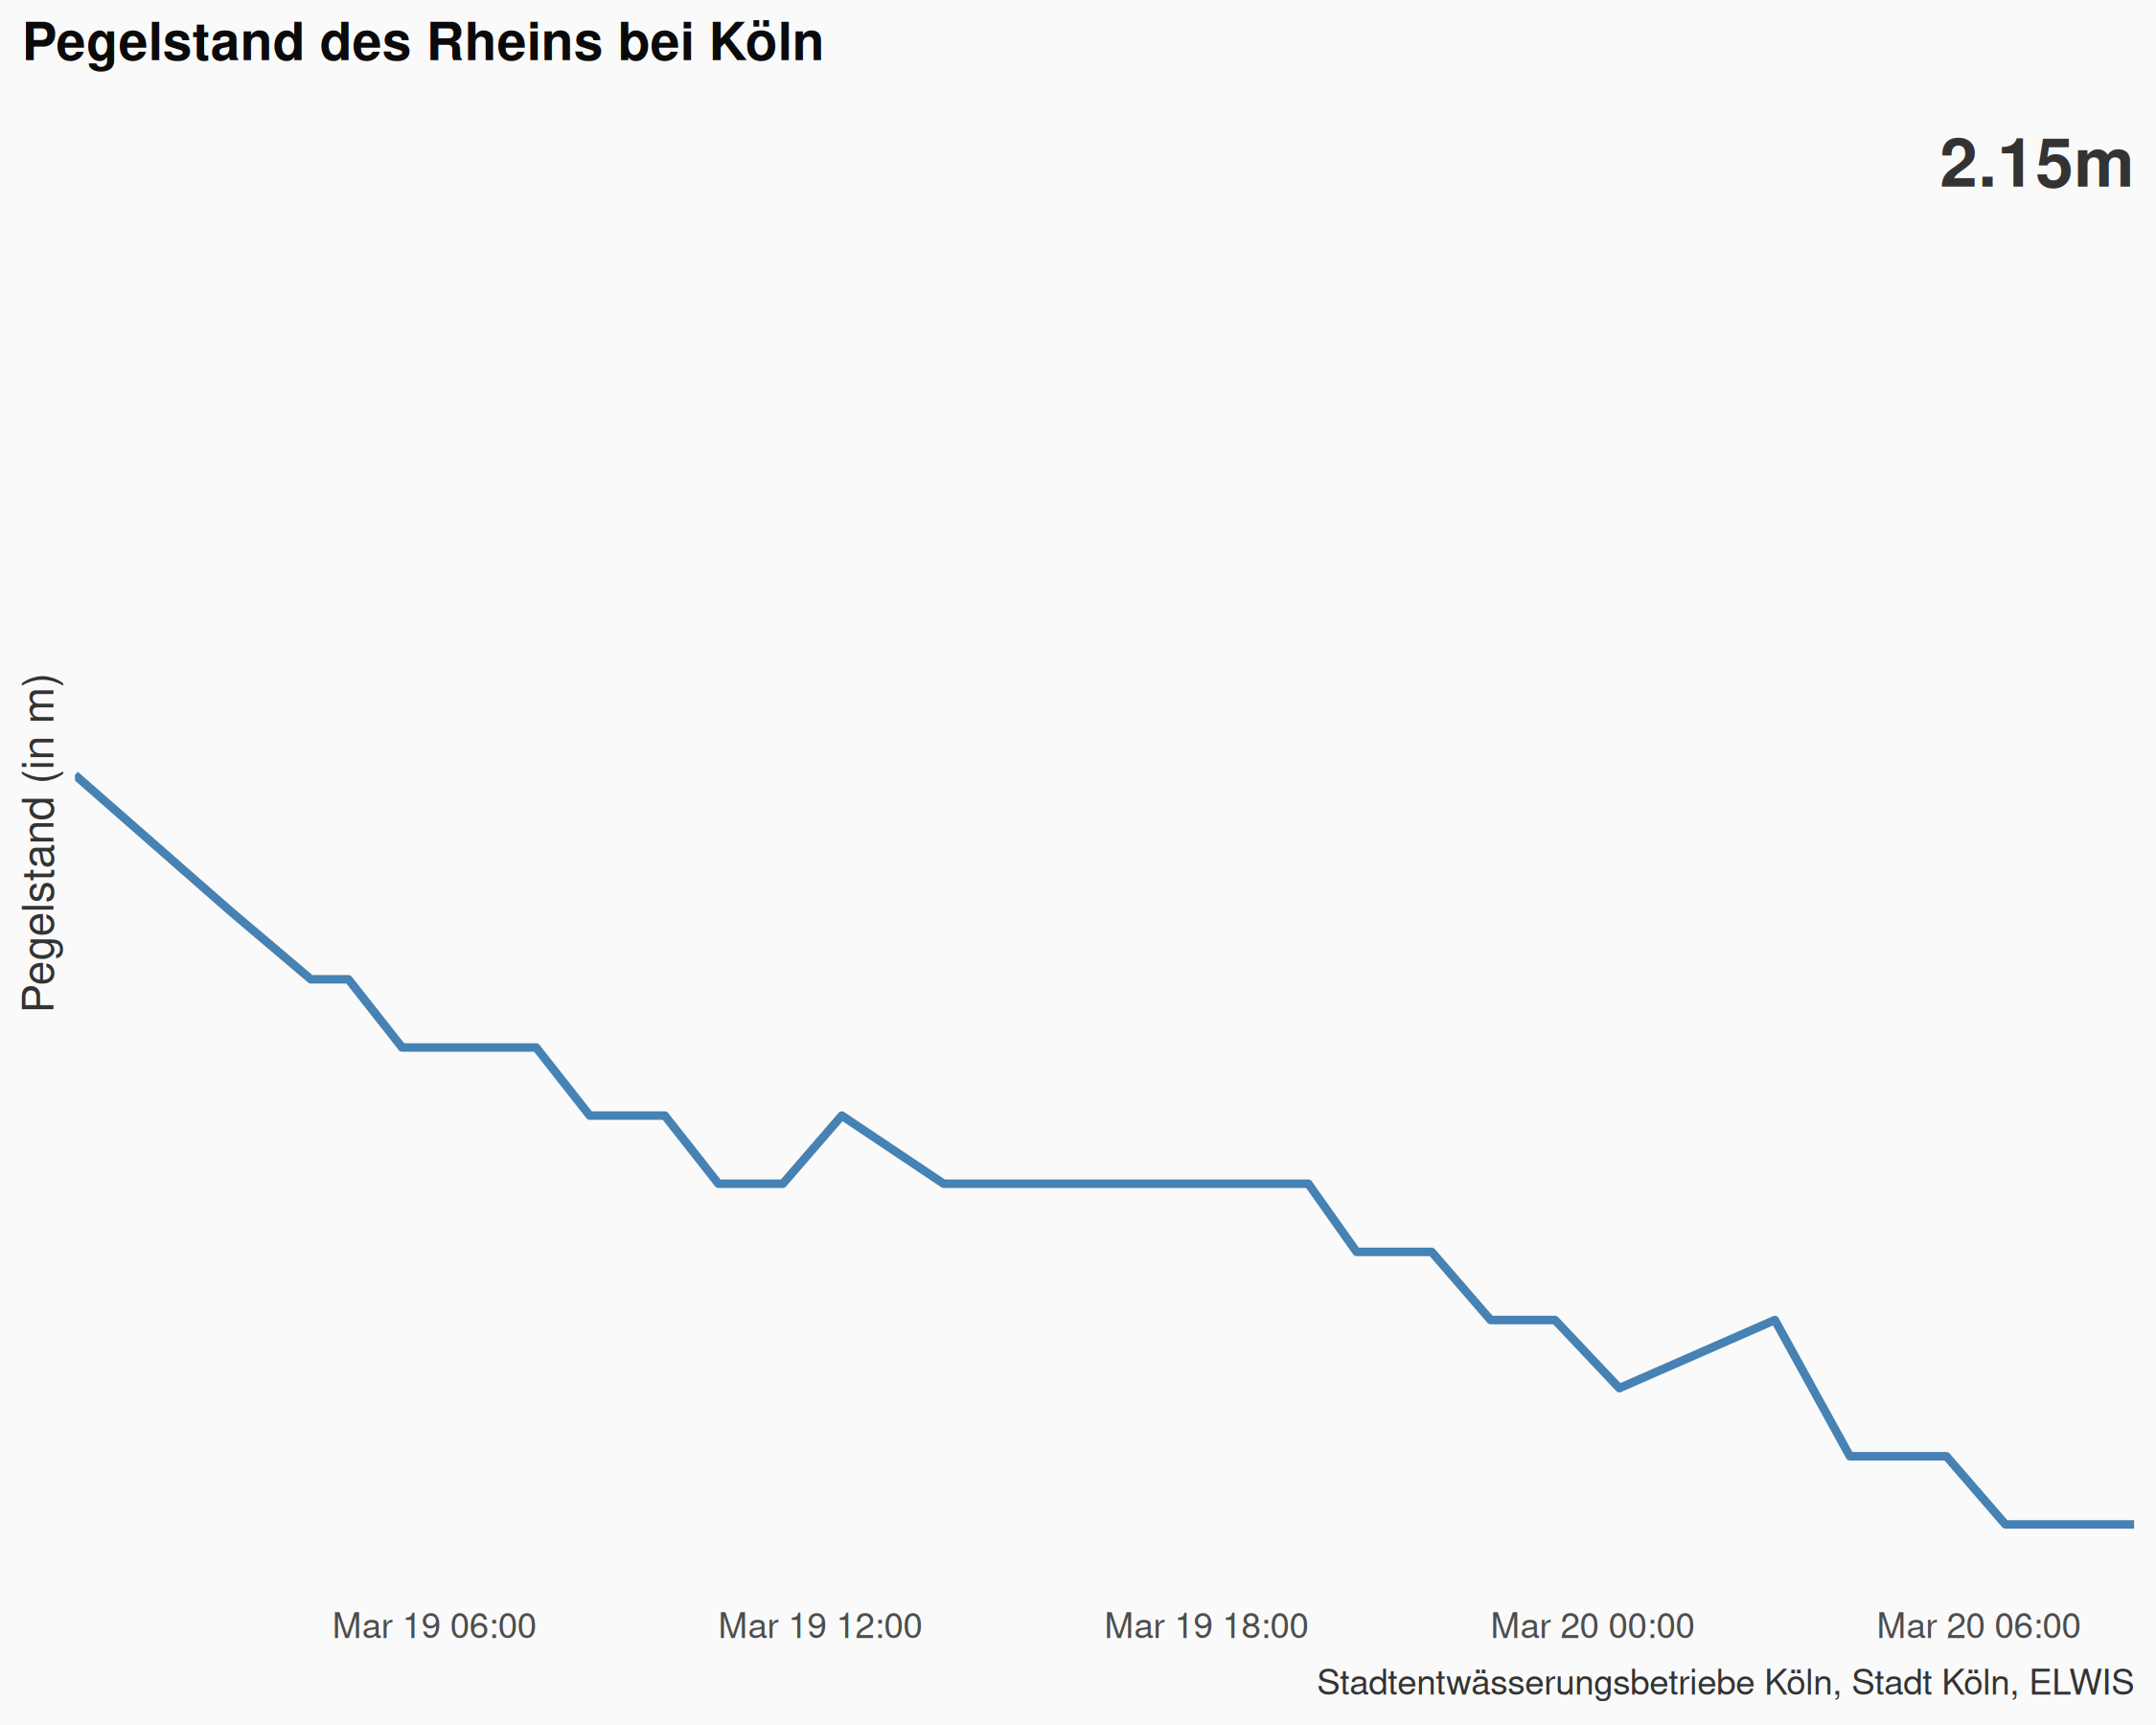 Pegelstand des Rheins bei Köln
2.15m
Pegelstand (in m)
Mar 19 06:00
Mar 19 12:00
Mar 19 18:00
Mar 20 00:00
Mar 20 06:00
Stadtentwässerungsbetriebe Köln, Stadt Köln, ELWIS